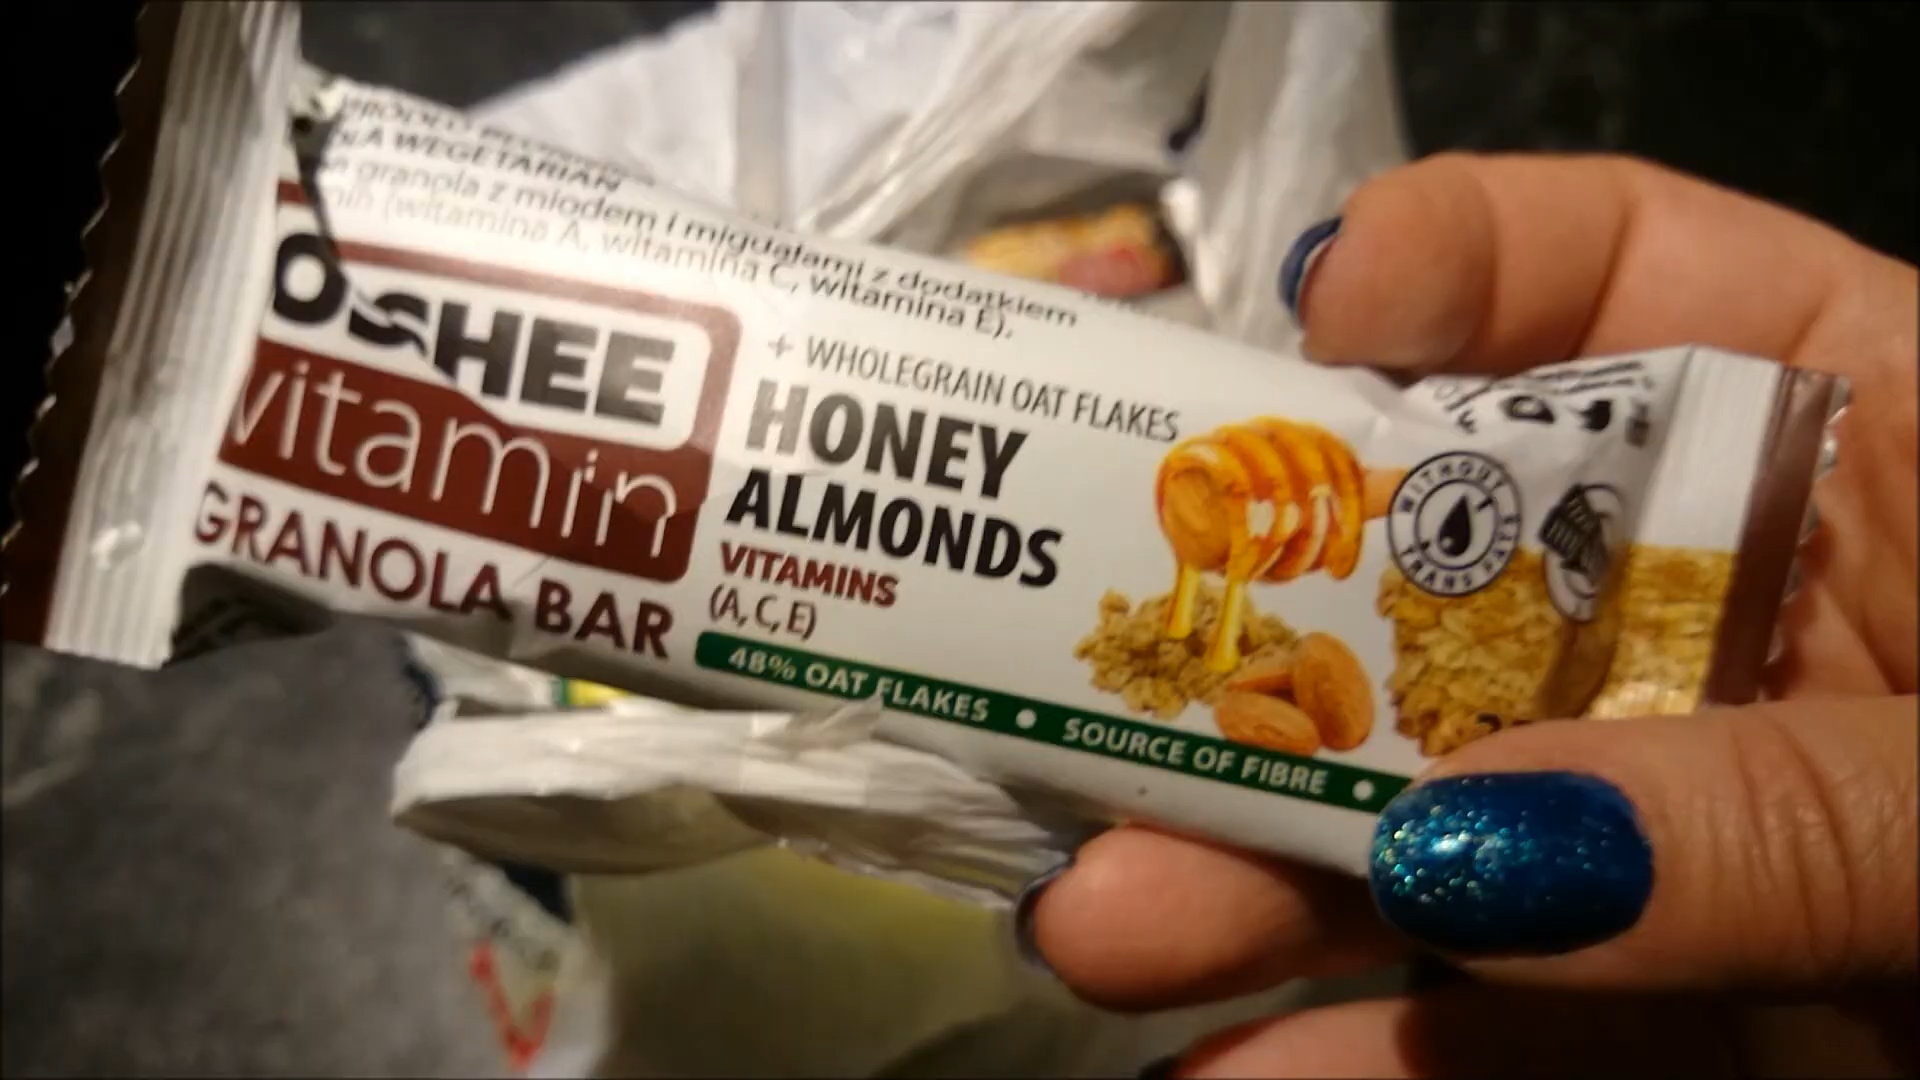 DLA WEGETARIAN
granola z miodem i migdałami z dodatkiem
(witamina A, witamina C, witamina E).
OSHEE
vitamin
GRANOLA BAR
+ WHOLEGRAIN OAT FLAKES
HONEY
ALMONDS
VITAMINS
(A, C, E)
48% OAT FLAKES • SOURCE OF FIBRE •
WITHOUT
TRANS FATS